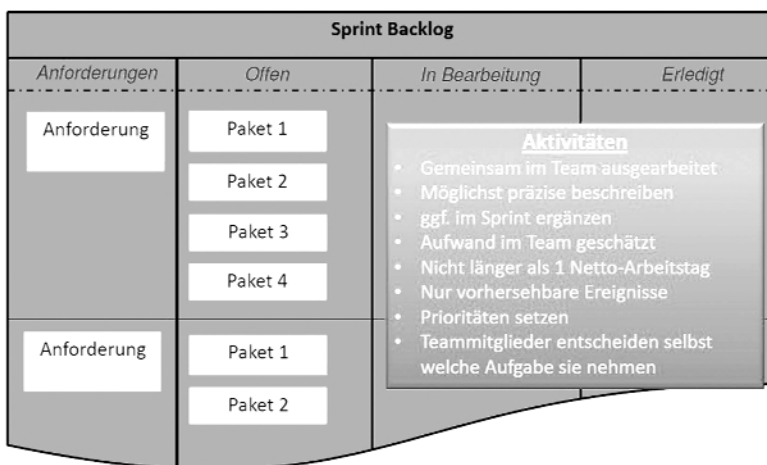 Sprint Backlog
Anforderungen
Offen
In Bearbeitung
Erledigt
Anforderung
Paket 1
Paket 2
Paket 3
Paket 4
Aktivitäten
• Gemeinsam im Team ausgearbeitet
• Möglichst präzise beschreiben
• ggf. im Sprint ergänzen
• Aufwand im Team geschätzt
• Nicht länger als 1 Netto-Arbeitstag
• Nur vorhersehbare Ereignisse
• Prioritäten setzen
• Teammitglieder entscheiden selbst
welche Aufgabe sie nehmen
Anforderung
Paket 1
Paket 2